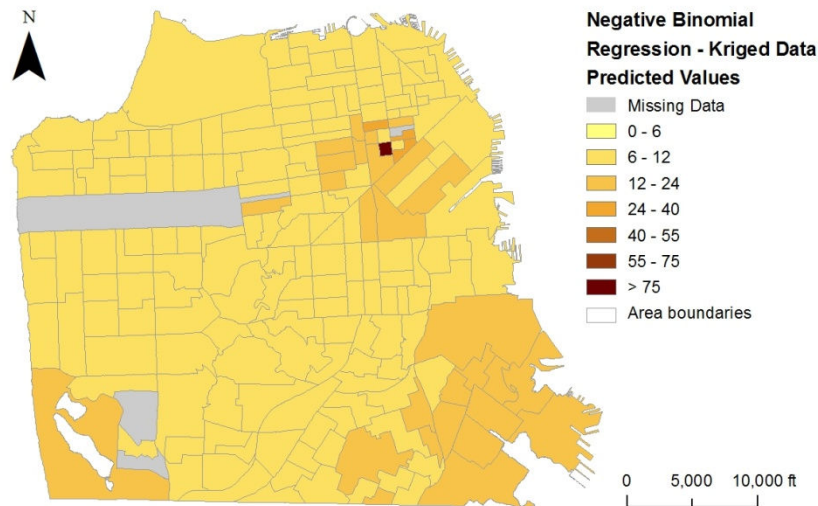 N
Negative Binomial
Regression - Kriged Data
Predicted Values
Missing Data
0 - 6
6 - 12
12 - 24
24 - 40
40 - 55
55 - 75
> 75
Area boundaries
0 5,000 10,000 ft